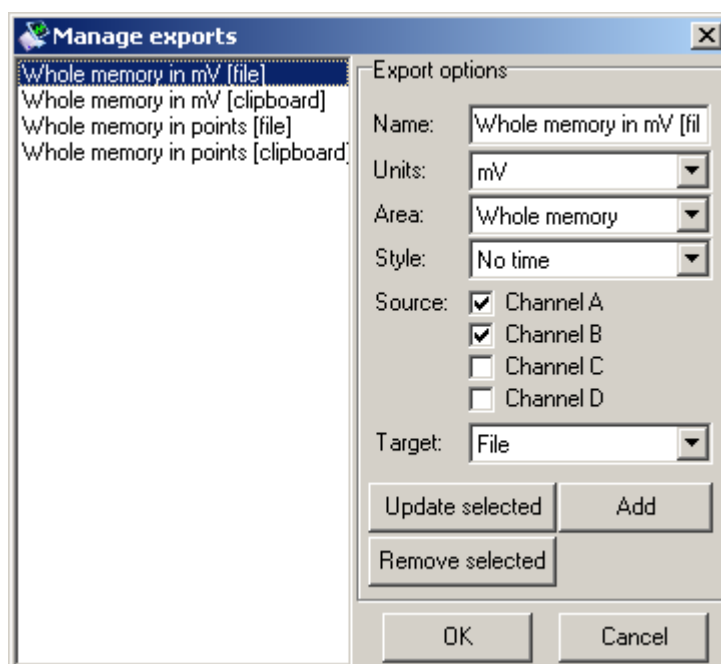 Manage exports
Whole memory in mV [file]
Whole memory in mV [clipboard]
Whole memory in points [file]
Whole memory in points [clipboard]
Export options
Name: Whole memory in mV [fil
Units: mV
Area: Whole memory
Style: No time
Source: Channel A
Channel B
Channel C
Channel D
Target: File
Update selected Add
Remove selected
OK Cancel